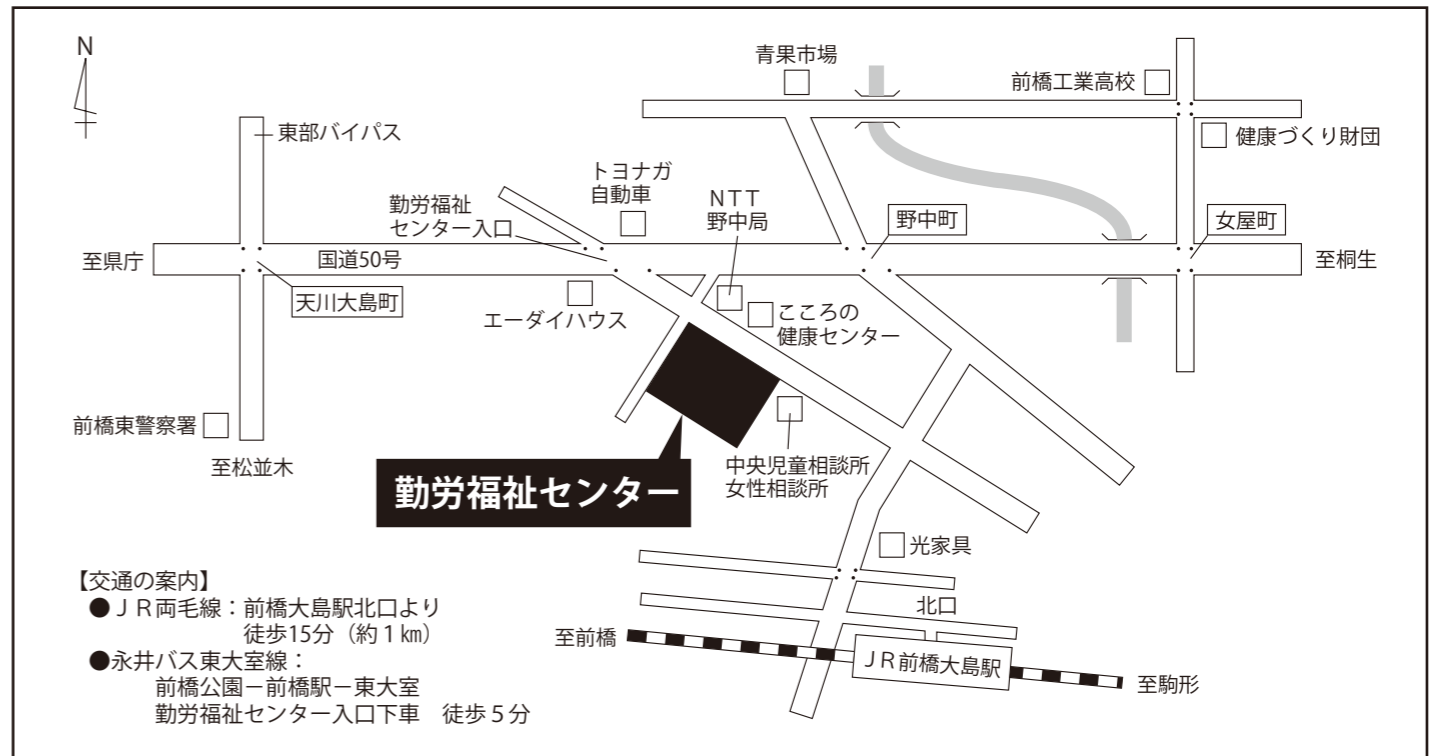 N
青果市場
前橋工業高校
東部バイパス
健康づくり財団
トヨナガ
自動車
勤労福祉
センター入口
NTT
野中局
野中町
女屋町
至県庁
国道50号
至桐生
天川大島町
エーダイハウス
こころの
健康センター
前橋東警察署
至松並木
中央児童相談所
女性相談所
勤労福祉センター
光家具
北口
至前橋
JR前橋大島駅
至駒形
【交通の案内】
●JR両毛線：前橋大島駅北口より
徒歩15分（約1㎞）
●永井バス東大室線：
前橋公園－前橋駅－東大室
勤労福祉センター入口下車　徒歩5分